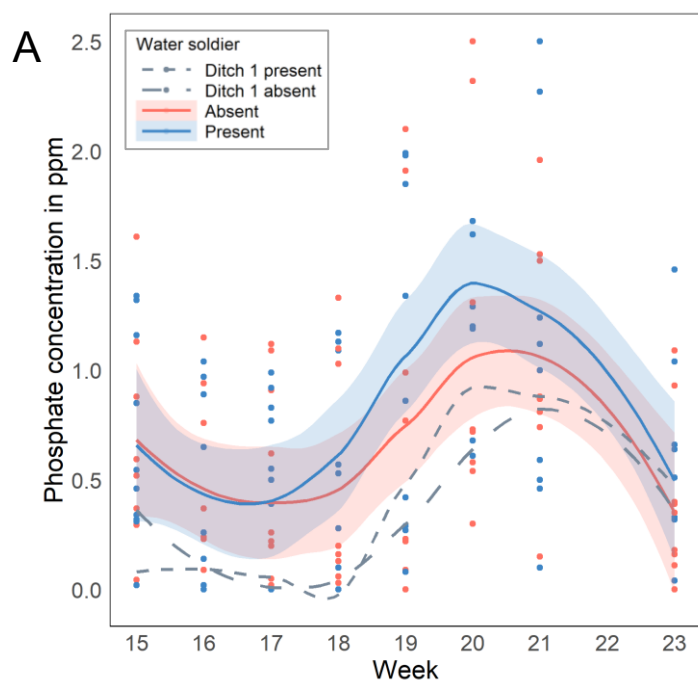 A
Water soldier
Ditch 1 present
Ditch 1 absent
Absent
Present
Phosphate concentration in ppm
2.5
2.0
1.5
1.0
0.5
0.0
15 16 17 18 19 20 21 22 23
Week